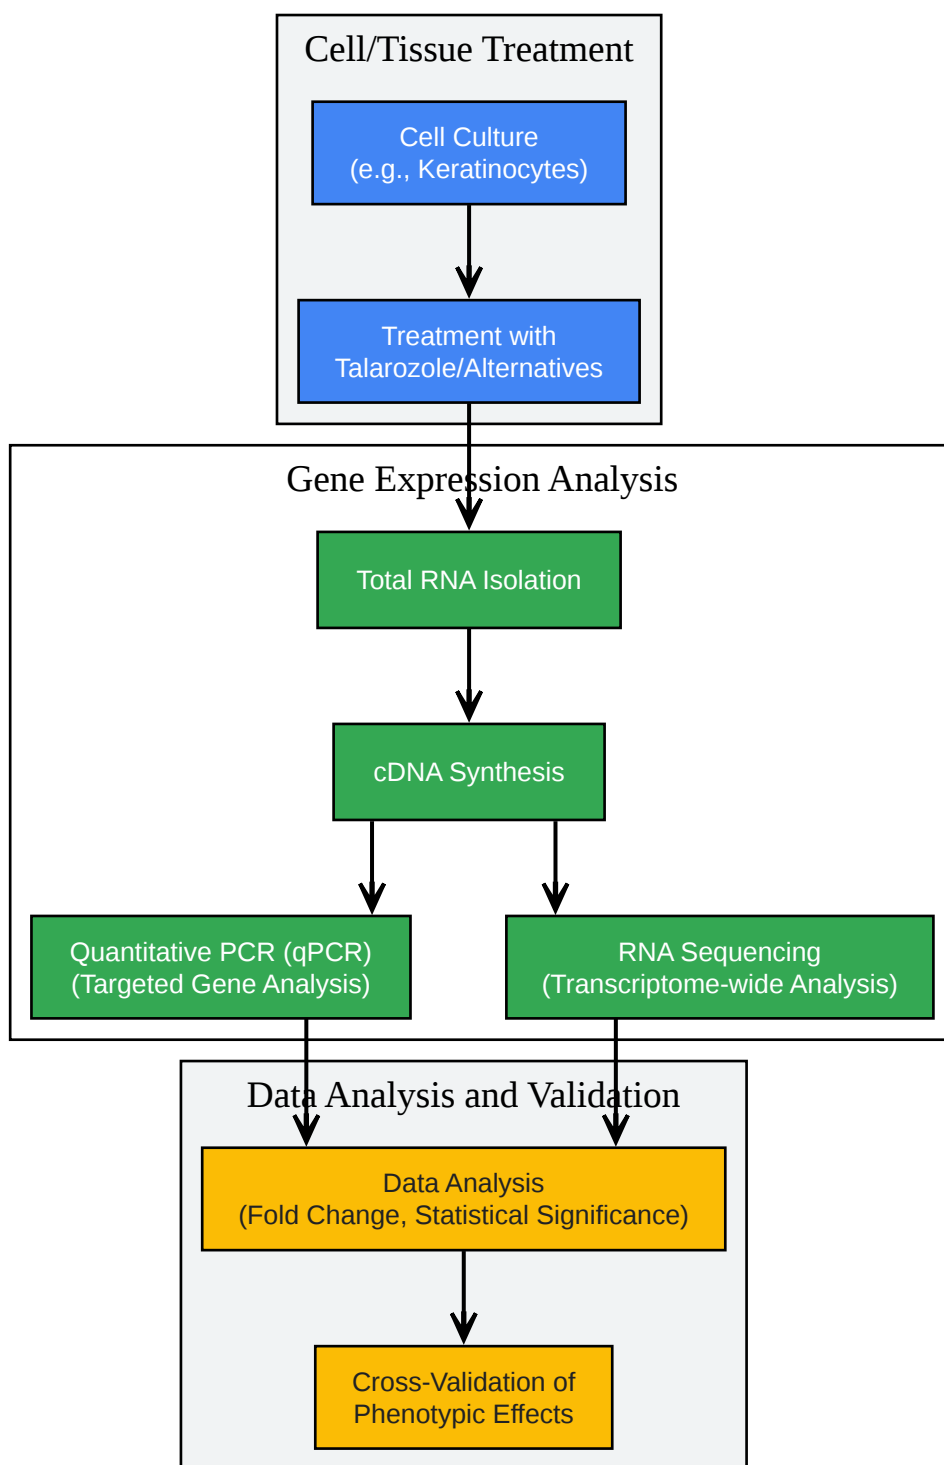 Cell/Tissue Treatment
Cell Culture
(e.g., Keratinocytes)
Treatment with
Talarozole/Alternatives
Gene Expression Analysis
Total RNA Isolation
cDNA Synthesis
Quantitative PCR (qPCR)
(Targeted Gene Analysis)
RNA Sequencing
(Transcriptome-wide Analysis)
Data Analysis and Validation
Data Analysis
(Fold Change, Statistical Significance)
Cross-Validation of
Phenotypic Effects